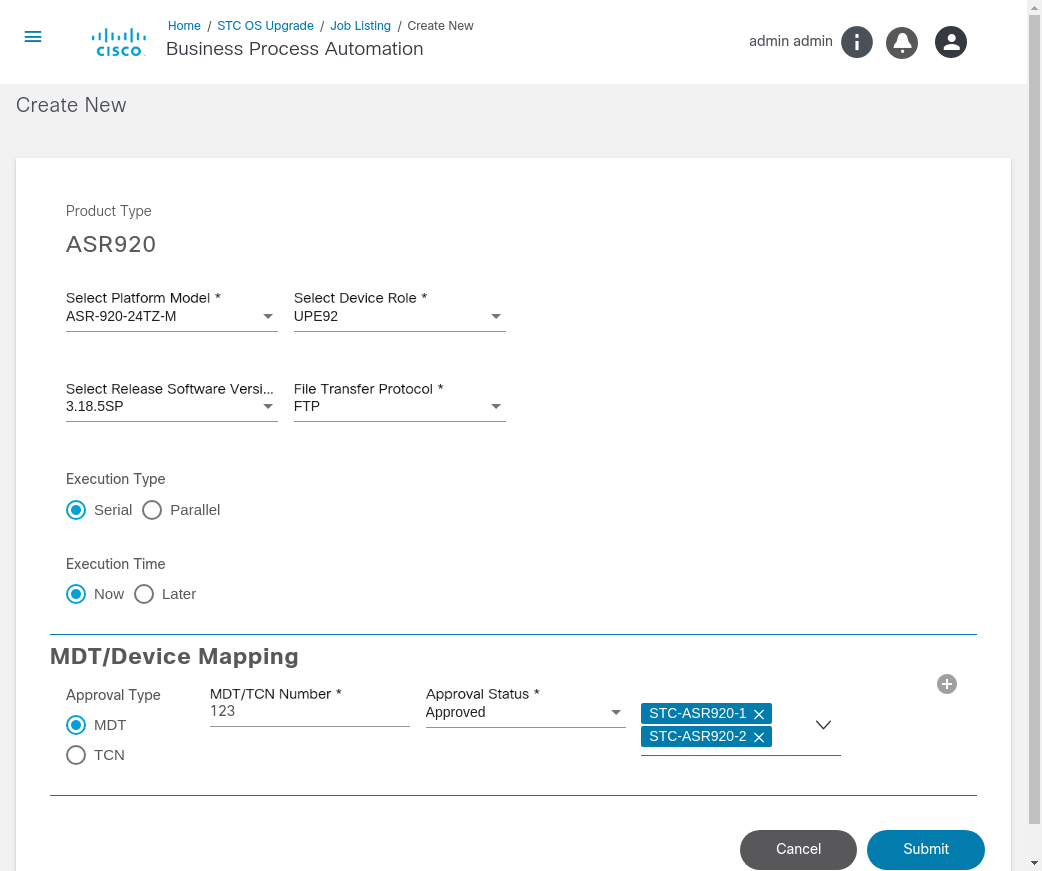 Home / STC OS Upgrade / Job Listing / Create New
CISCO
Business Process Automation
admin admin
Create New
Product Type
ASR920
Select Platform Model * Select Device Role *
ASR-920-24TZ-M UPE92
Select Release Software Versi... File Transfer Protocol *
3.18.5SP FTP
Execution Type
Serial Parallel
Execution Time
Now Later
MDT/Device Mapping
Approval Type MDT/TCN Number * Approval Status *
123 Approved STC-ASR920-1
MDT STC-ASR920-2
TCN
Cancel Submit